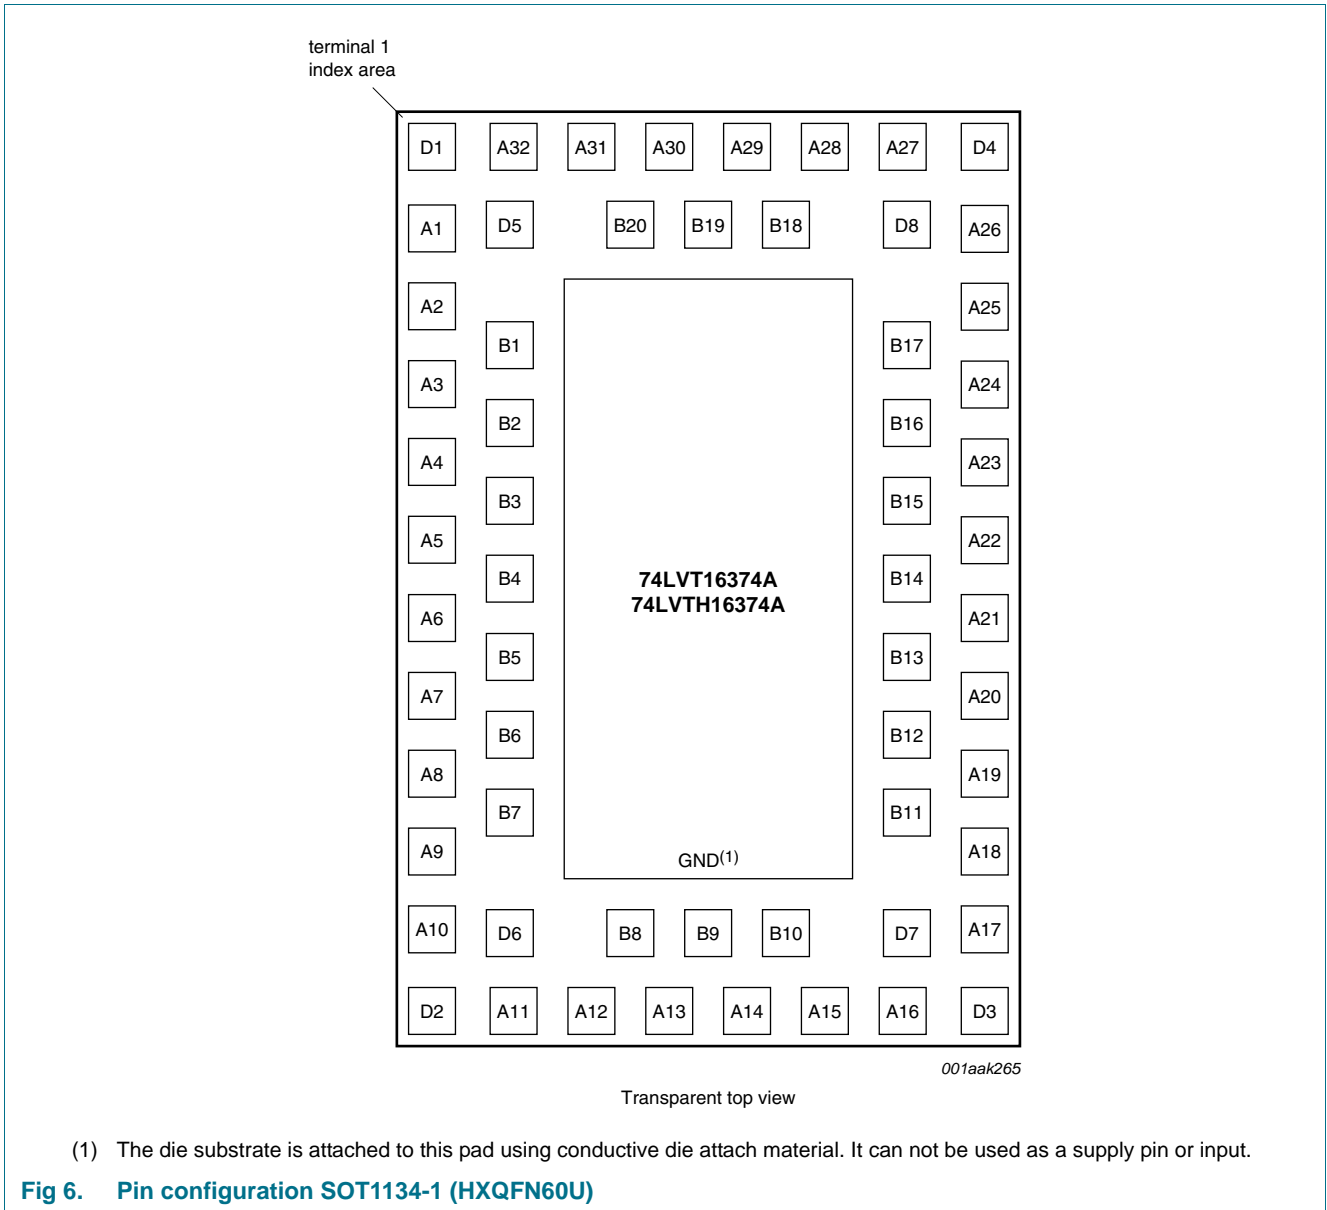 terminal 1
index area
D1 A32 A31 A30 A29 A28 A27 D4
A1 D5 B20 B19 B18 D8 A26
A2 A25
B1 B17
A3 A24
B2 B16
A4 A23
B3 B15
A5 A22
B4 B14
74LVT16374A
74LVTH16374A
A6 A21
B5 B13
A7 A20
B6 B12
A8 A19
B7 B11
A9 A18
GND(1)
A10 D6 B8 B9 B10 D7 A17
D2 A11 A12 A13 A14 A15 A16 D3
001aak265
Transparent top view
(1) The die substrate is attached to this pad using conductive die attach material. It can not be used as a supply pin or input.
Fig 6. Pin configuration SOT1134-1 (HXQFN60U)